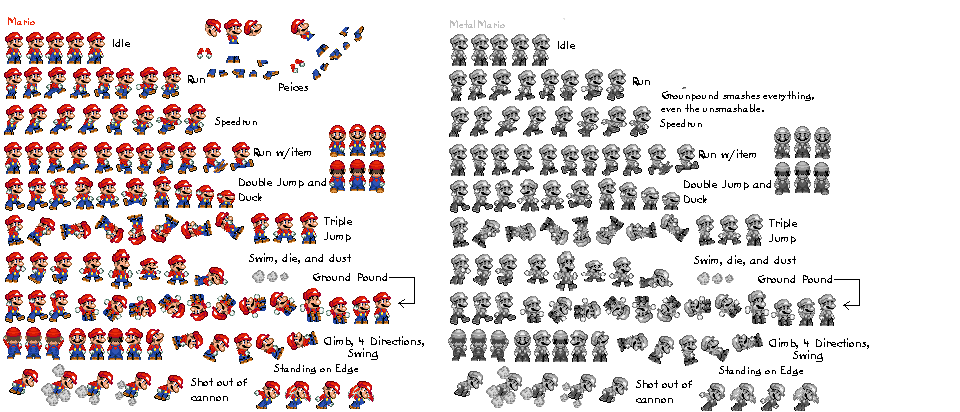 Mario
Idle
Run
Peices
Speedrun
Run w/item
Double Jump and
Duck
Triple
Jump
Swim, die, and dust
Ground Pound
Climb, 4 Directions,
Swing
Standing on Edge
Shot out of
cannon
Metal Mario
Idle
Run
Grounpound smashes everything,
even the unsmashable.
Speedrun
Run w/item
Double Jump and
Duck
Triple
Jump
Swim, die, and dust
Ground Pound
Climb, 4 Directions,
Swing
Standing on Edge
Shot out of
cannon